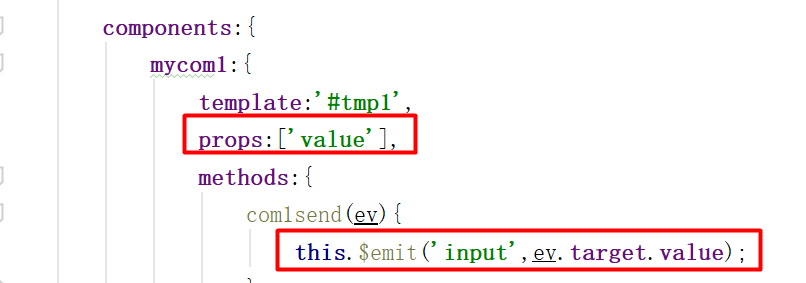 components:{
mycom1:{
template:'#tmp1',
props:['value'],
methods:{
com1send(ev){
this.$emit('input',ev.target.value);
}